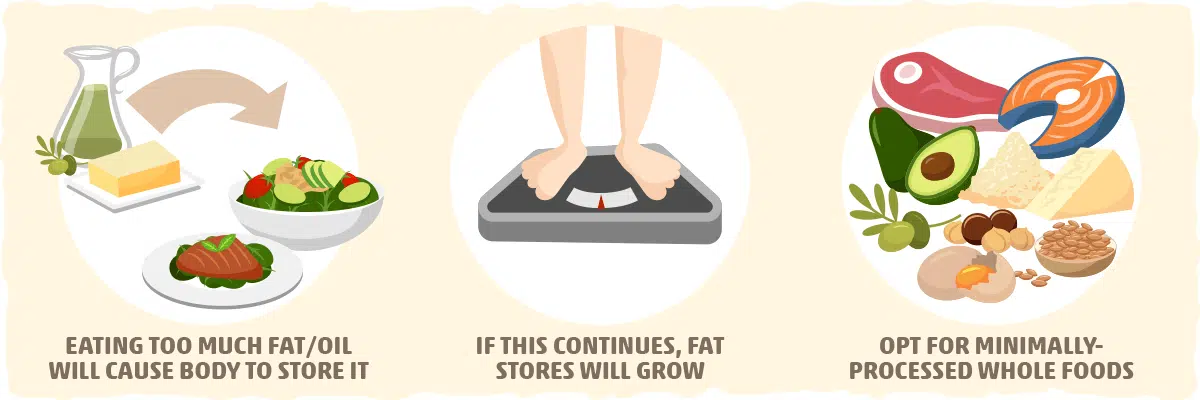 EATING TOO MUCH FAT/OIL
WILL CAUSE BODY TO STORE IT
IF THIS CONTINUES, FAT
STORES WILL GROW
OPT FOR MINIMALLY-
PROCESSED WHOLE FOODS